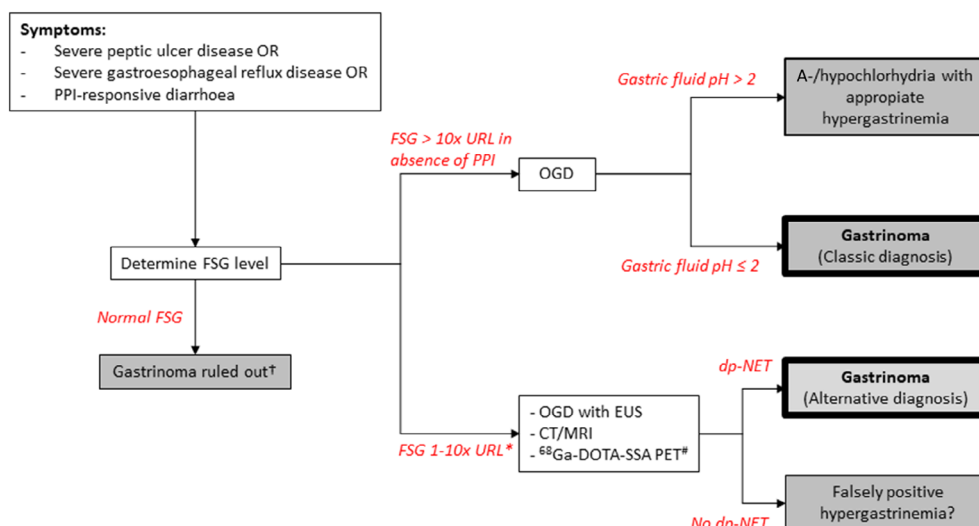 Symptoms:
- Severe peptic ulcer disease OR
- Severe gastroesophageal reflux disease OR
- PPI-responsive diarrhoea
Gastric fluid pH > 2
A-/hypochlorhydria with
appropiate
hypergastrinemia
FSG > 10x URL in
absence of PPI
OGD
Determine FSG level
Gastric fluid pH ≤ 2
Gastrinoma
(Classic diagnosis)
Normal FSG
Gastrinoma ruled out†
dp-NET
Gastrinoma
(Alternative diagnosis)
FSG 1-10x URL*
- OGD with EUS
- CT/MRI
- ⁶⁸Ga-DOTA-SSA PET#
No dp-NET
Falsely positive
hypergastrinemia?